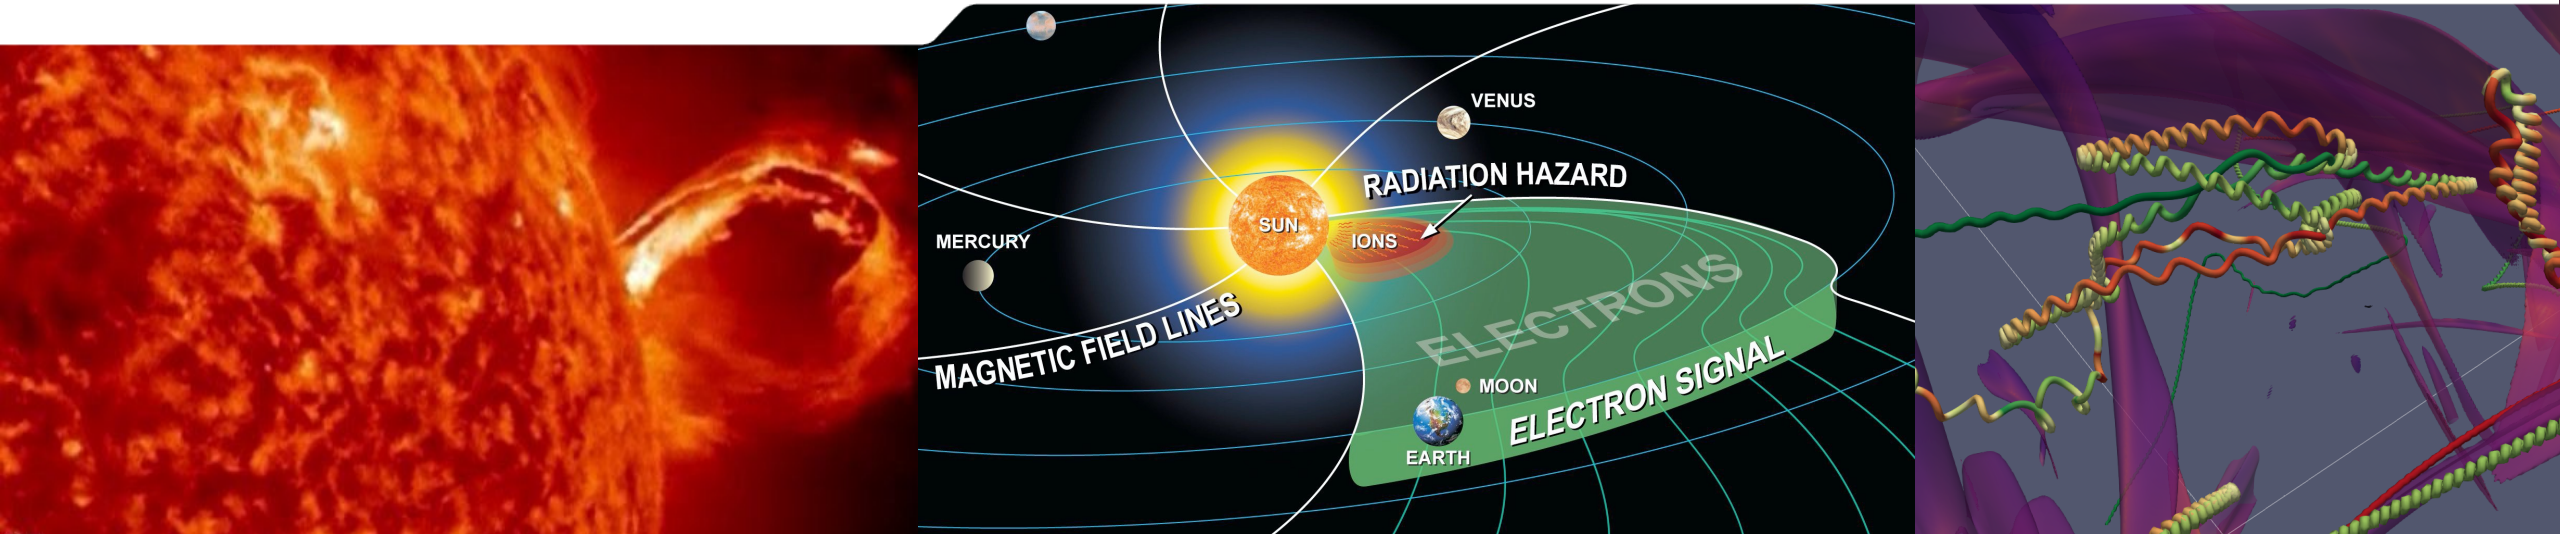 VENUS
RADIATION HAZARD
SUN
IONS
MERCURY
ELECTRONS
MAGNETIC FIELD LINES
ELECTRON SIGNAL
MOON
EARTH